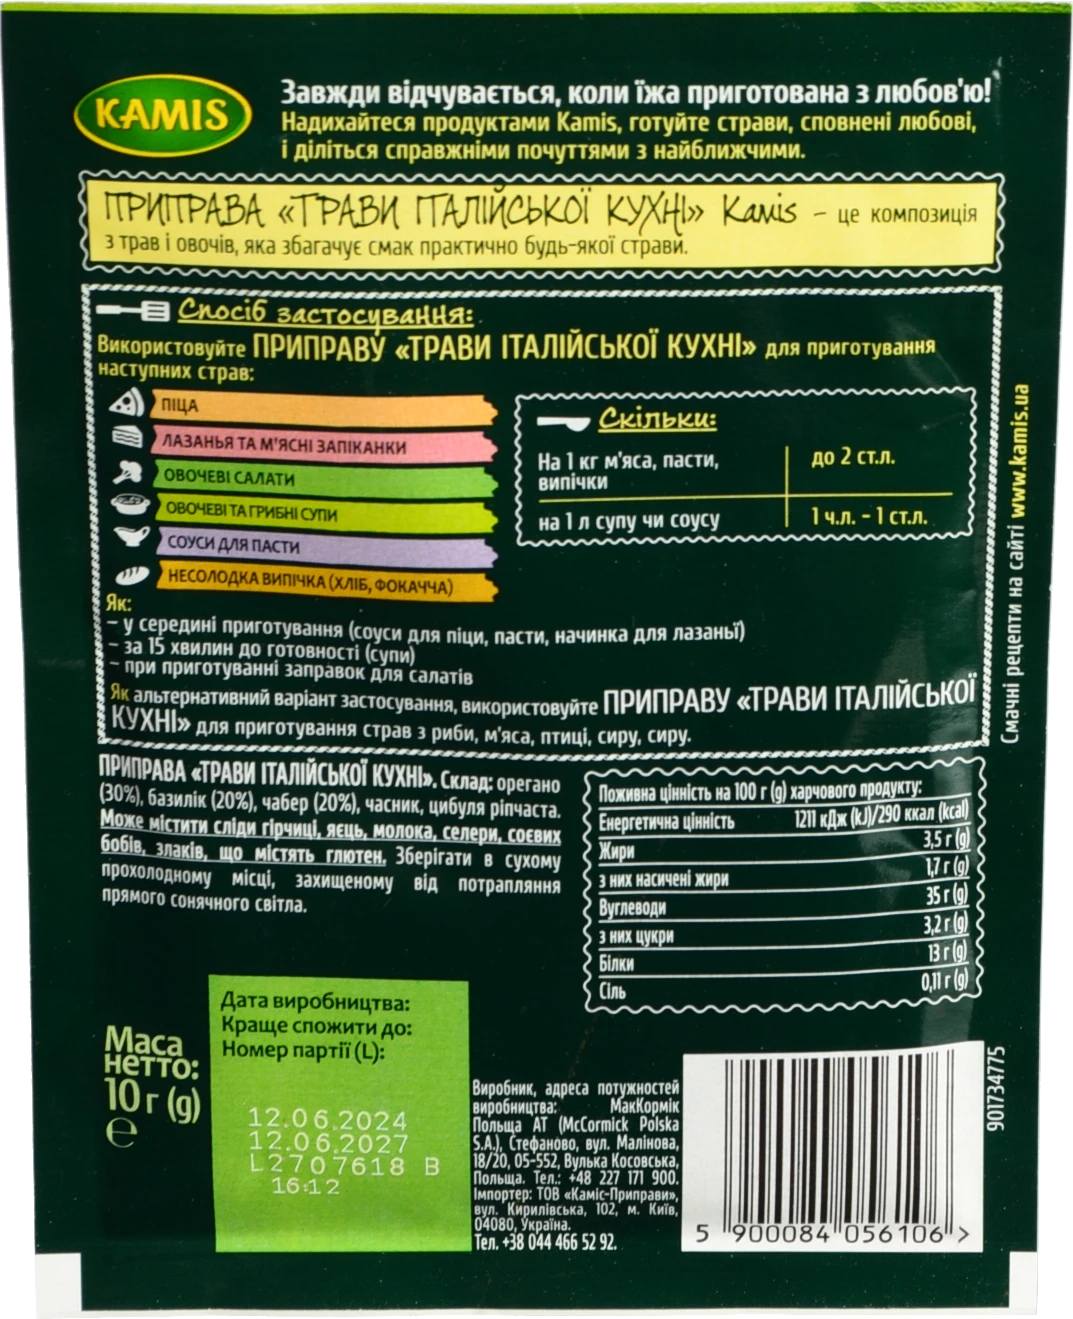 KAMIS
Завжди відчувається, коли їжа приготована з любов'ю!
Надихайтеся продуктами Kamis, готуйте страви, сповнені любові,
і діліться справжніми почуттями з найближчими.
ПРИПРАВА «ТРАВИ ІТАЛІЙСЬКОЇ КУХНІ» Kamis – це композиція
з трав і овочів, яка збагачує смак практично будь-якої страви.
Спосіб застосування:
Використовуйте ПРИПРАВУ «ТРАВИ ІТАЛІЙСЬКОЇ КУХНІ» для приготування
наступних страв:
ПІЦА
ЛАЗАНЬЯ ТА М'ЯСНІ ЗАПІКАНКИ
ОВОЧЕВІ САЛАТИ
ОВОЧЕВІ ТА ГРИБНІ СУПИ
СОУСИ ДЛЯ ПАСТИ
НЕСОЛОДКА ВИПІЧКА (ХЛІБ, ФОКАЧЧА)
Скільки:
На 1 кг м'яса, пасти,
випічки
до 2 ст.л.
на 1 л супу чи соусу
1 ч.л. – 1 ст.л.
Як:
– у середині приготування (соуси для піци, пасти, начинка для лазаньї)
– за 15 хвилин до готовності (супи)
– при приготуванні заправок для салатів
Як альтернативний варіант застосування, використовуйте ПРИПРАВУ «ТРАВИ ІТАЛІЙСЬКОЇ
КУХНІ» для приготування страв з риби, м'яса, птиці, сиру, сиру.
Смачні рецепти на сайті www.kamis.ua
ПРИПРАВА «ТРАВИ ІТАЛІЙСЬКОЇ КУХНІ». Склад: орегано
(30%), базилік (20%), чабер (20%), часник, цибуля ріпчаста.
Може містити сліди гірчиці, яєць, молока, селери, соєвих
бобів, злаків, що містять глютен. Зберігати в сухому
прохолодному місці, захищеному від потрапляння
прямого сонячного світла.
Поживна цінність на 100 г (g) харчового продукту:
Енергетична цінність 1211 кДж (kJ)/290 ккал (kcal)
Жири 3,5 г (g)
з них насичені жири 1,7 г (g)
Вуглеводи 35 г (g)
з них цукри 3,2 г (g)
Білки 13 г (g)
Сіль 0,11 г (g)
Маса
нетто:
10 г (g)
℮
Дата виробництва:
Краще спожити до:
Номер партії (L):
12.06.2024
12.06.2027
L2707618 B
16:12
Виробник, адреса потужностей
виробництва: МакКормік
Польща АТ (McCormick Polska
S.A.), Стефаново, вул. Малінова,
18/20, 05-552, Вулька Косовська,
Польща. Тел.: +48 227 171 900.
Імпортер: ТОВ «Каміс-Приправи»,
вул. Кирилівська, 102, м. Київ,
04080, Україна.
Тел. +38 044 466 52 92.
901734775
5 900084 056106 >